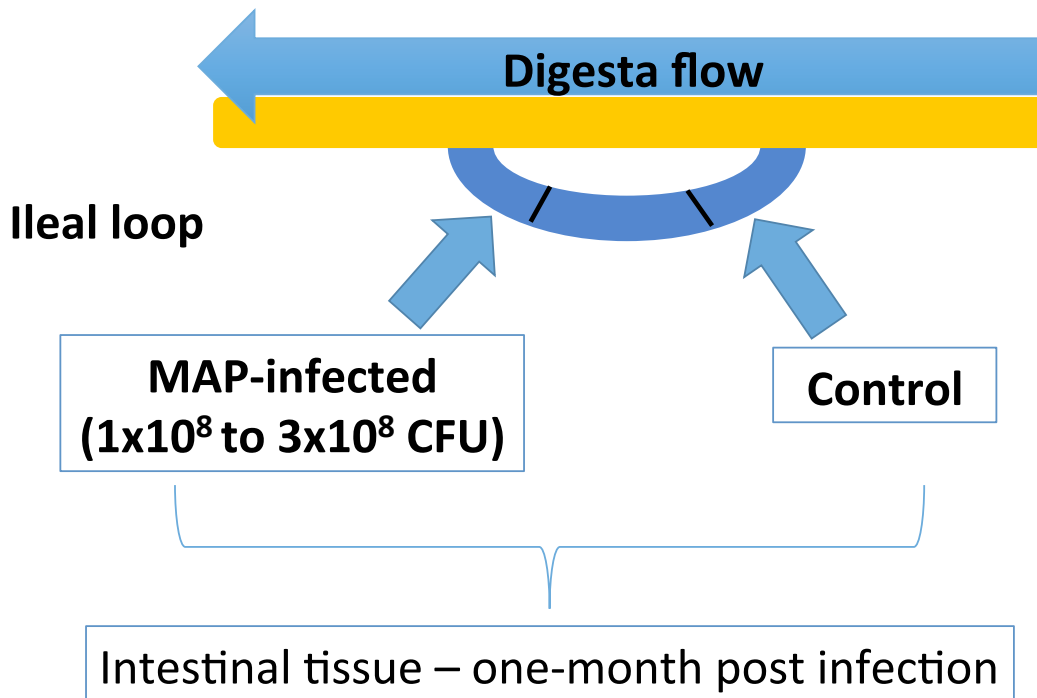 Digesta flow
Ileal loop
MAP-infected
(1x10⁸ to 3x10⁸ CFU)
Control
Intestinal tissue – one-month post infection